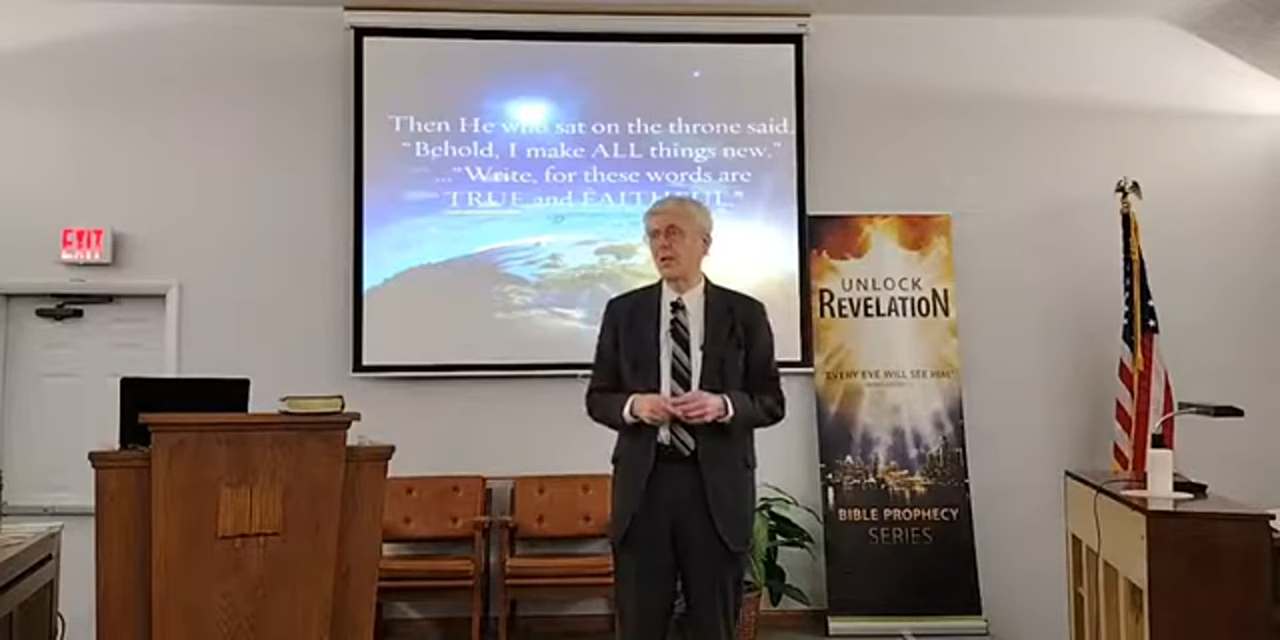 EXIT
Then He who sat on the throne said,
"Behold, I make ALL things new."
..."Write, for these words are
TRUE and FAITHFUL"
UNLOCK
REVELATION
"EVERY EYE WILL SEE HIM"
BIBLE PROPHECY
SERIES